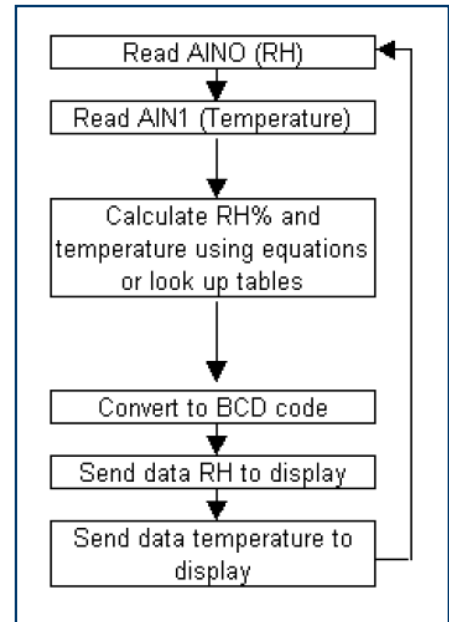 Read AINO (RH)
Read AIN1 (Temperature)
Calculate RH% and
temperature using equations
or look up tables
Convert to BCD code
Send data RH to display
Send data temperature to
display